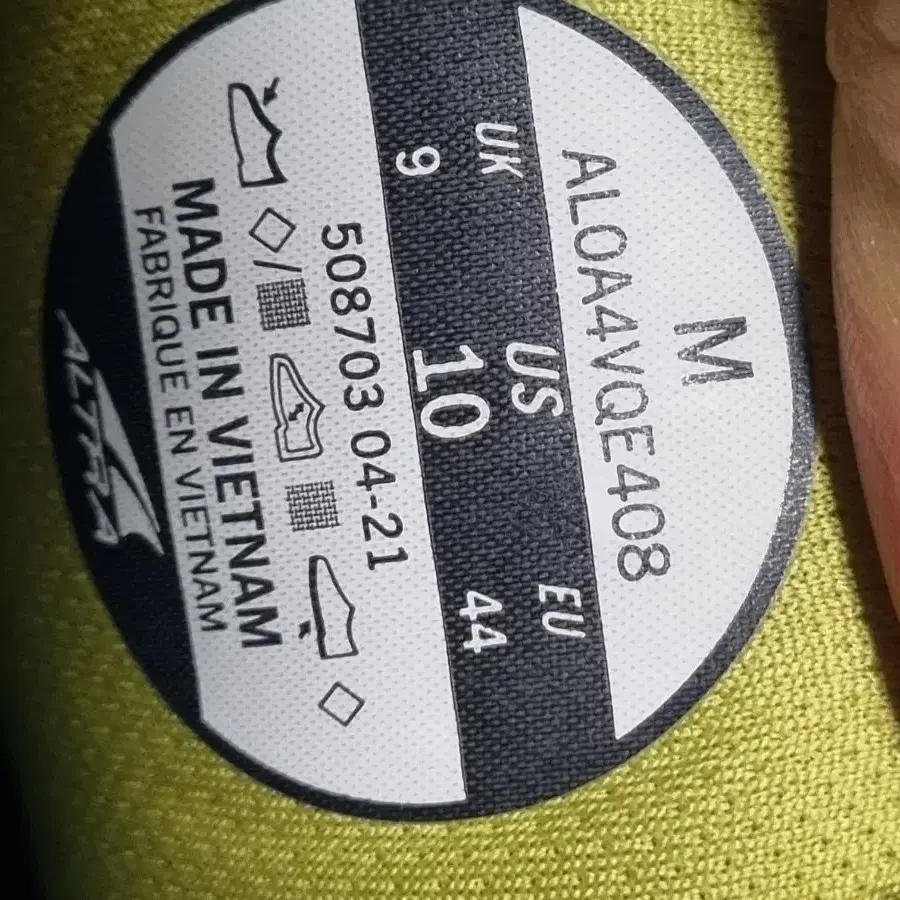 M
ALOA4VQE408
UK US EU
9 10 44
508703 04-21
MADE IN VIETNAM
FABRIQUE EN VIETNAM
ALTRA